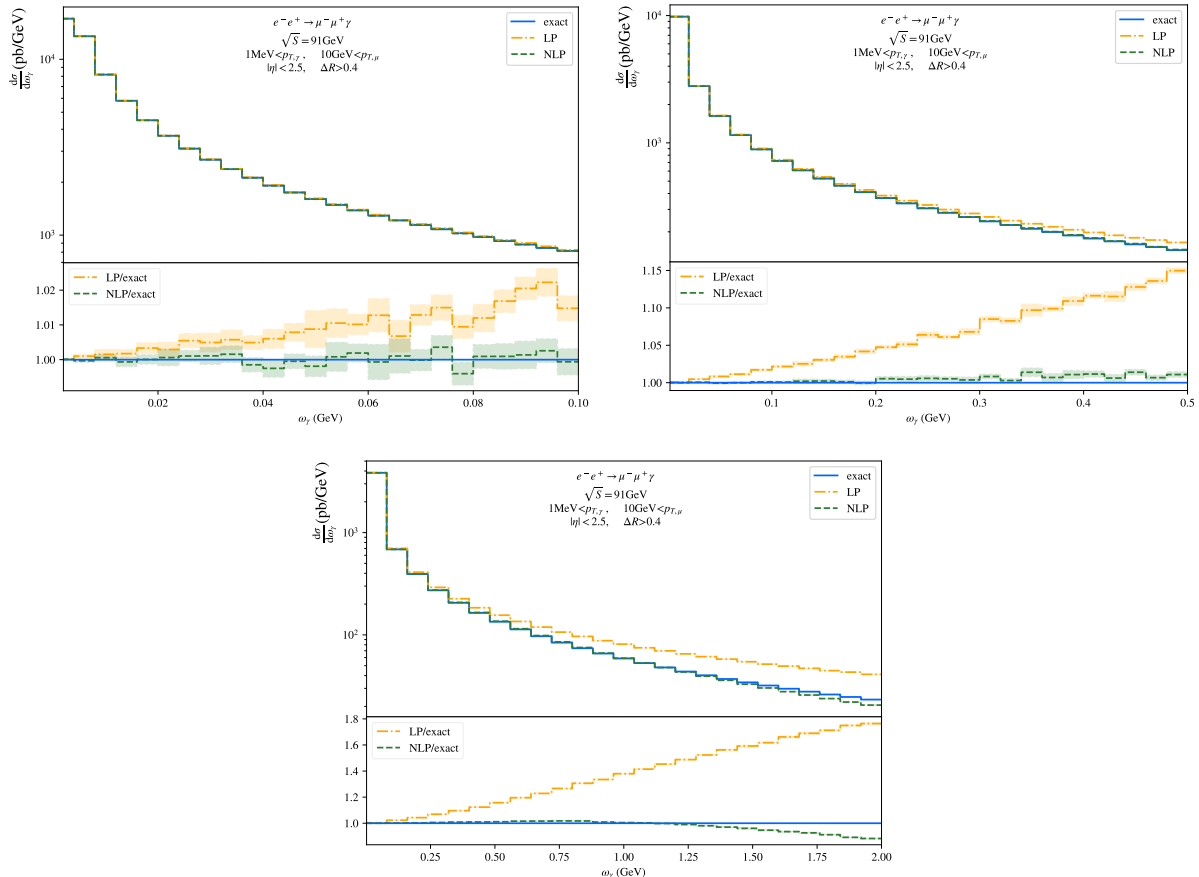 e⁻e⁺→μ⁻μ⁺γ
√S = 91GeV
1MeV<p_{T,γ}, 10GeV<p_{T,μ}
|η|<2.5, ΔR>0.4
exact
LP
NLP
dσ/dω_γ (pb/GeV)
10⁴
10³
LP/exact
NLP/exact
1.02
1.01
1.00
0.02 0.04 0.06 0.08 0.10
ω_γ (GeV)
e⁻e⁺→μ⁻μ⁺γ
√S = 91GeV
1MeV<p_{T,γ}, 10GeV<p_{T,μ}
|η|<2.5, ΔR>0.4
exact
LP
NLP
dσ/dω_γ (pb/GeV)
10⁴
10³
LP/exact
NLP/exact
1.15
1.10
1.05
1.00
0.1 0.2 0.3 0.4 0.5
ω_γ (GeV)
e⁻e⁺→μ⁻μ⁺γ
√S = 91GeV
1MeV<p_{T,γ}, 10GeV<p_{T,μ}
|η|<2.5, ΔR>0.4
exact
LP
NLP
dσ/dω_γ (pb/GeV)
10³
10²
LP/exact
NLP/exact
1.8
1.6
1.4
1.2
1.0
0.25 0.50 0.75 1.00 1.25 1.50 1.75 2.00
ω_γ (GeV)